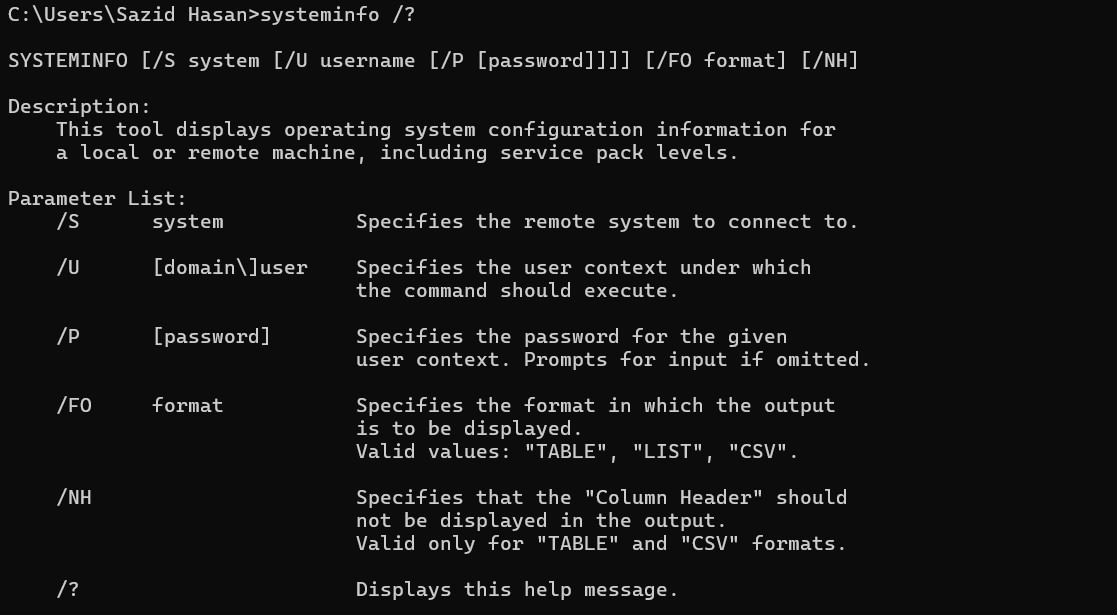 C:\Users\Sazid Hasan>systeminfo /?
SYSTEMINFO [/S system [/U username [/P [password]]]] [/FO format] [/NH]
Description:
This tool displays operating system configuration information for
a local or remote machine, including service pack levels.
Parameter List:
/S system Specifies the remote system to connect to.
/U [domain\]user Specifies the user context under which
the command should execute.
/P [password] Specifies the password for the given
user context. Prompts for input if omitted.
/FO format Specifies the format in which the output
is to be displayed.
Valid values: "TABLE", "LIST", "CSV".
/NH Specifies that the "Column Header" should
not be displayed in the output.
Valid only for "TABLE" and "CSV" formats.
/? Displays this help message.